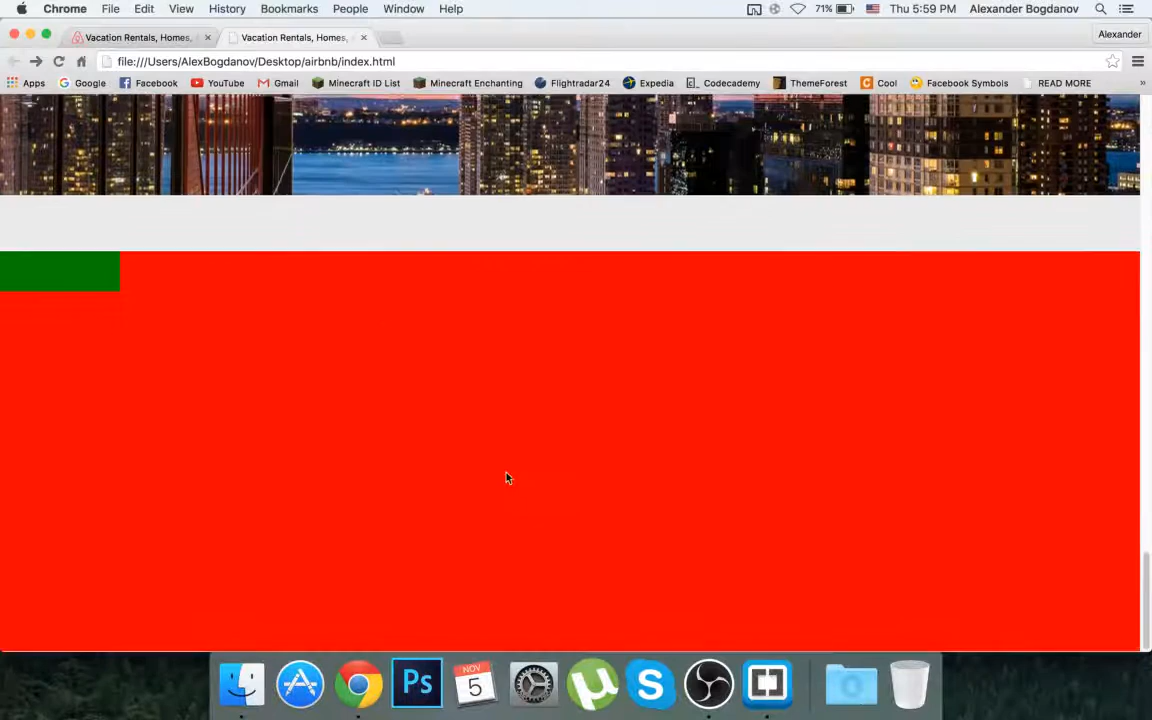 Chrome File Edit View History Bookmarks People Window Help 71% Thu 5:59 PM Alexander Bogdanov
Vacation Rentals, Homes, Vacation Rentals, Homes, Alexander
file:///Users/AlexBogdanov/Desktop/airbnb/index.html
Apps Google Facebook YouTube Gmail Minecraft ID List Minecraft Enchanting Flightradar24 Expedia Codecademy ThemeForest Cool Facebook Symbols READ MORE »
Ps NOV 5